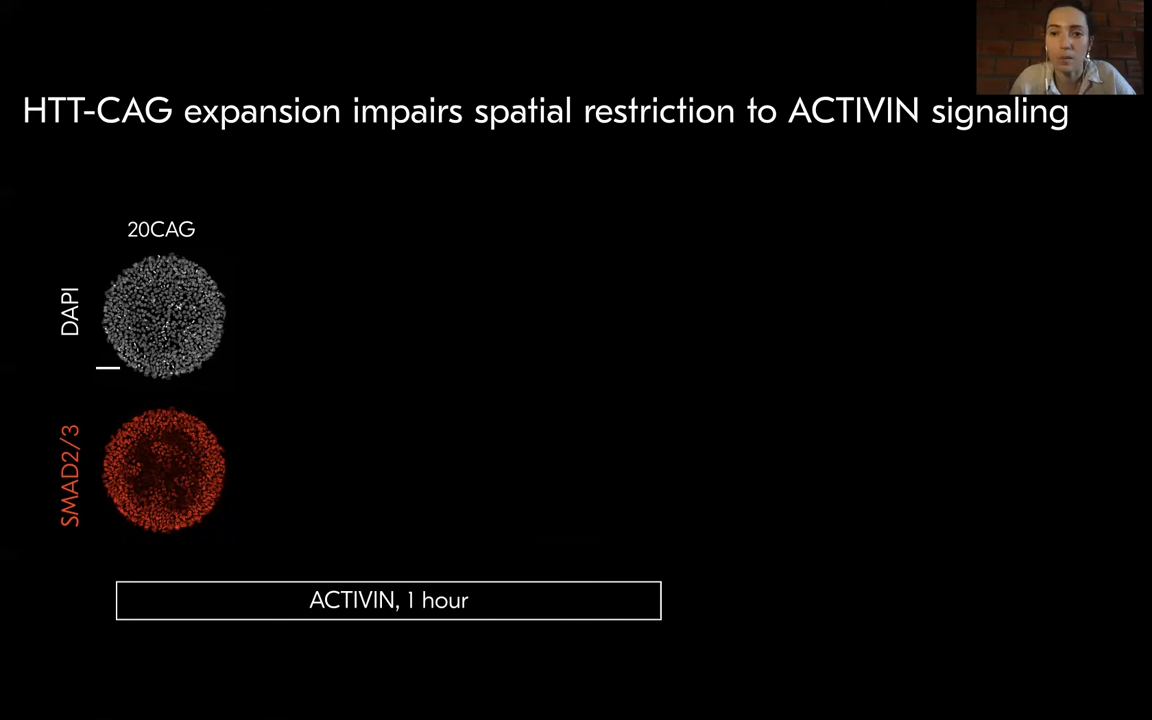 HTT-CAG expansion impairs spatial restriction to ACTIVIN signaling
20CAG
DAPI
SMAD2/3
ACTIVIN, 1 hour